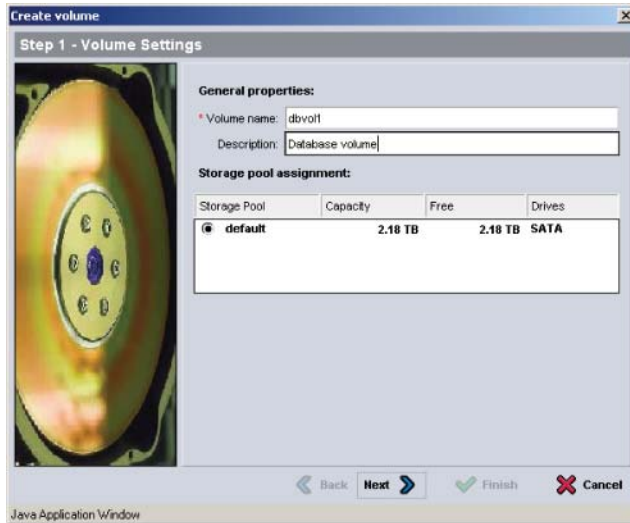 Create volume
Step 1 - Volume Settings
General properties:
* Volume name: dbvol1
Description: Database volume
Storage pool assignment:
Storage Pool Capacity Free Drives
default 2.18 TB 2.18 TB SATA
Back Next Finish Cancel
Java Application Window